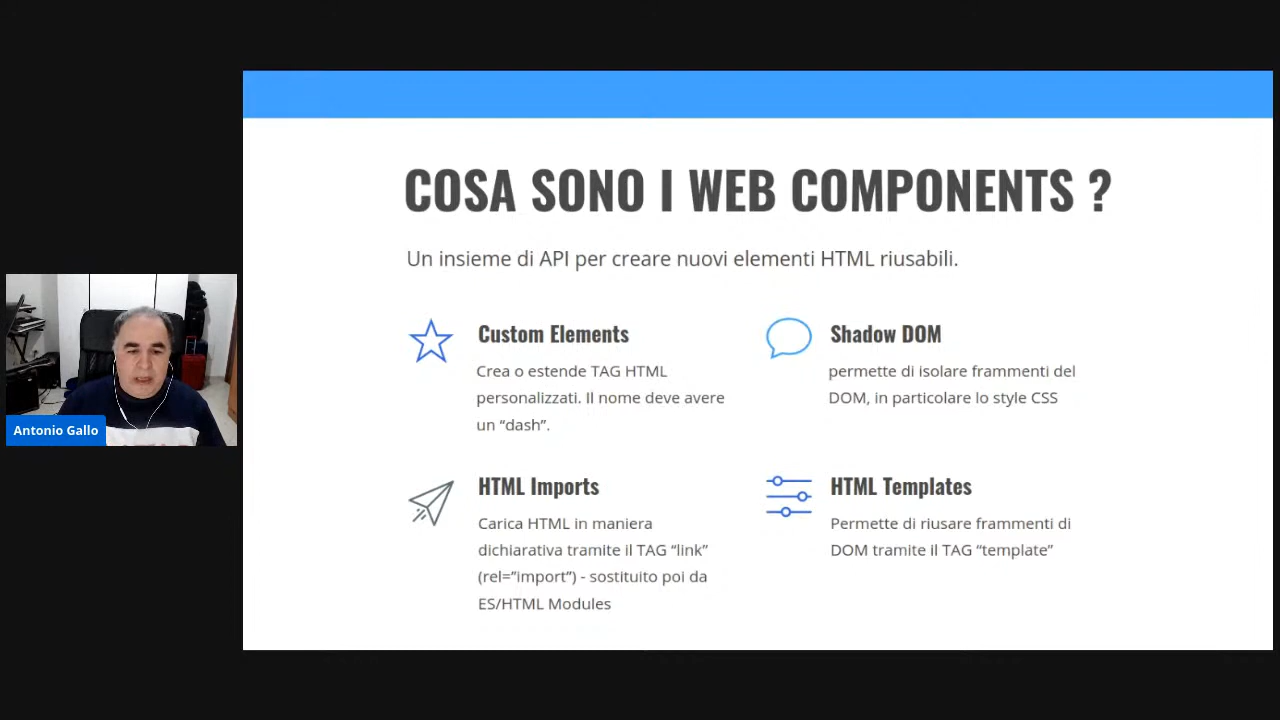 COSA SONO I WEB COMPONENTS ?
Un insieme di API per creare nuovi elementi HTML riusabili.
Custom Elements
Crea o estende TAG HTML
personalizzati. Il nome deve avere
un “dash”.
Shadow DOM
permette di isolare frammenti del
DOM, in particolare lo style CSS
HTML Imports
Carica HTML in maniera
dichiarativa tramite il TAG “link”
(rel=”import”) - sostituito poi da
ES/HTML Modules
HTML Templates
Permette di riusare frammenti di
DOM tramite il TAG “template”
Antonio Gallo